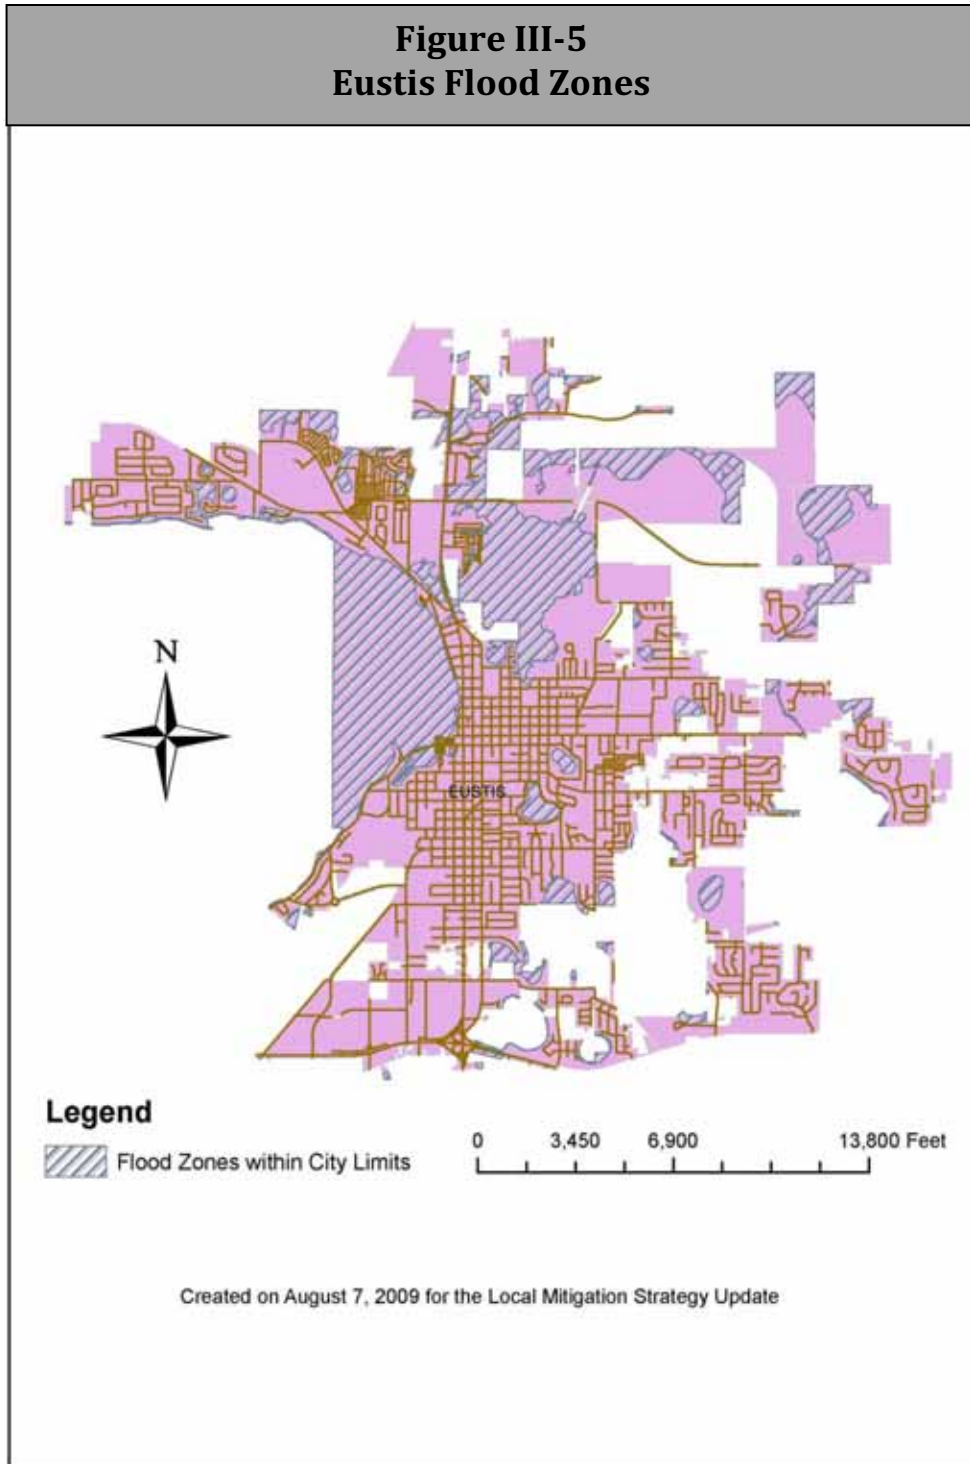 Figure III-5
Eustis Flood Zones
N
EUSTIS
Legend
Flood Zones within City Limits
0 3,450 6,900 13,800 Feet
Created on August 7, 2009 for the Local Mitigation Strategy Update